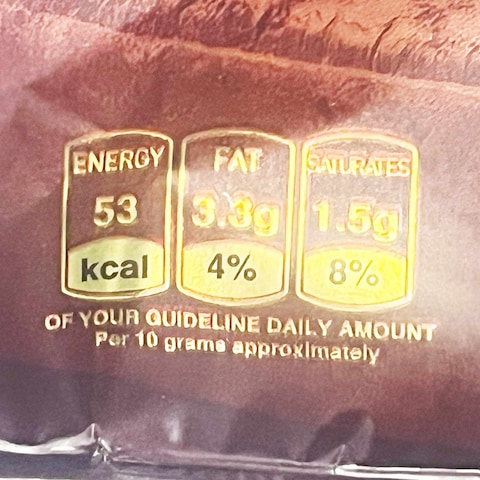 ENERGY FAT SATURATES
53 3.3g 1.5g
kcal 4% 8%
OF YOUR GUIDELINE DAILY AMOUNT
Per 10 grams approximately